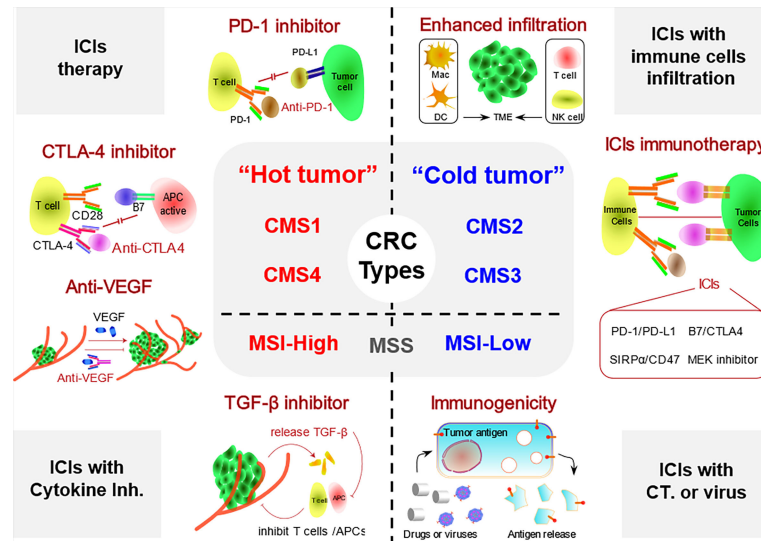 ICIs
therapy
PD-1 inhibitor
PD-L1
T cell
Tumor
cell
Anti-PD-1
PD-1
Enhanced infiltration
Mac
DC
TME
T cell
NK cell
ICIs with
immune cells
infiltration
CTLA-4 inhibitor
T cell
CD28
B7
APC
active
CTLA-4
Anti-CTLA4
“Hot tumor”
“Cold tumor”
CMS1
CMS2
CRC
Types
CMS4
CMS3
MSI-High
MSS
MSI-Low
ICIs immunotherapy
Immune
Cells
Tumor
Cells
ICIs
PD-1/PD-L1 B7/CTLA4
SIRPα/CD47 MEK inhibitor
Anti-VEGF
VEGF
Anti-VEGF
TGF-β inhibitor
release TGF-β
T cell
APC
inhibit T cells /APCs
Immunogenicity
Tumor antigen
Drugs or viruses
Antigen release
ICIs with
Cytokine Inh.
ICIs with
CT. or virus